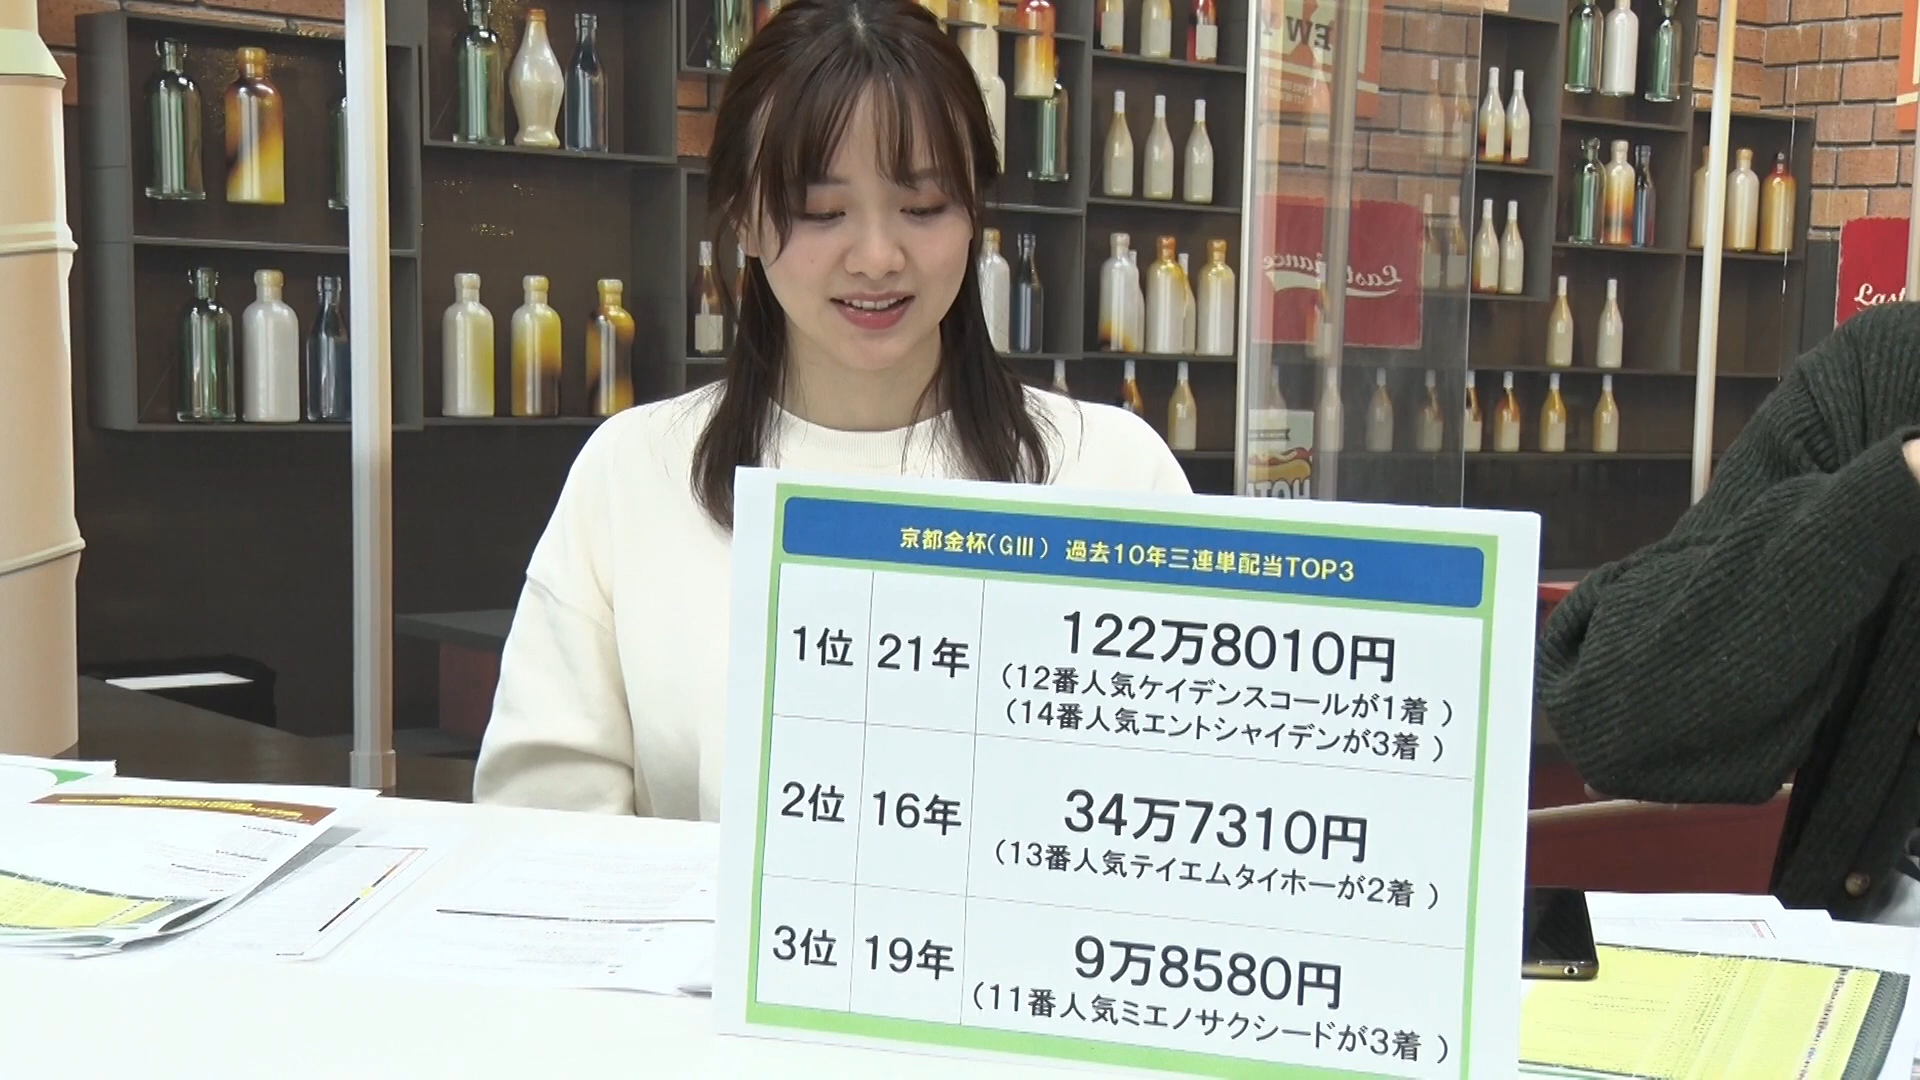 京都金杯(GⅢ) 過去10年三連単配当TOP3
1位 21年 122万8010円
(12番人気ケイデンスコールが1着 )
(14番人気エントシャイデンが3着 )
2位 16年 34万7310円
(13番人気テイエムタイホーが2着 )
3位 19年 9万8580円
(11番人気ミエノサクシードが3着 )
EW
Last Chance
Last
HOT